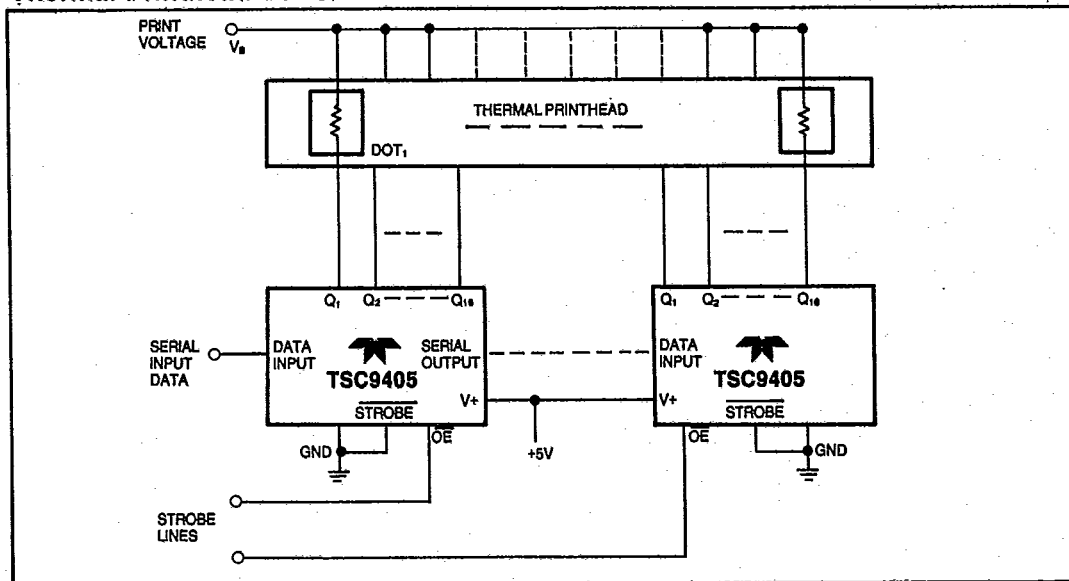 PRINT
VOLTAGE
VB
THERMAL PRINTHEAD
DOT1
Q1 Q2 Q16
Q1 Q2 Q16
SERIAL
INPUT
DATA
DATA
INPUT
SERIAL
OUTPUT
TSC9405
V+
STROBE
OE
GND
+5V
DATA
INPUT
TSC9405
V+
STROBE
OE
GND
STROBE
LINES